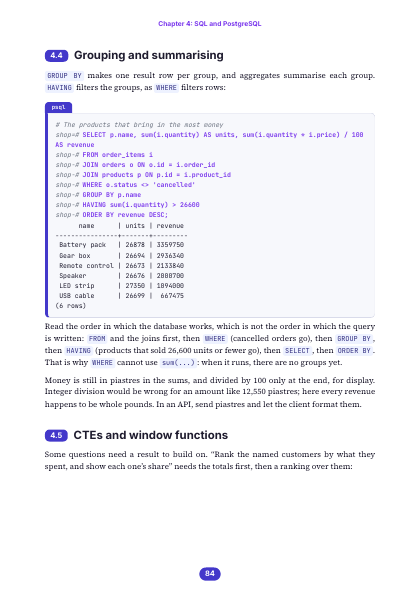 Chapter 4: SQL and PostgreSQL
4.4 Grouping and summarising
GROUP BY makes one result row per group, and aggregates summarise each group.
HAVING filters the groups, as WHERE filters rows:
psql
# The products that bring in the most money
shop=# SELECT p.name, sum(i.quantity) AS units, sum(i.quantity * i.price) / 100
AS revenue
shop-# FROM order_items i
shop-# JOIN orders o ON o.id = i.order_id
shop-# JOIN products p ON p.id = i.product_id
shop-# WHERE o.status <> 'cancelled'
shop-# GROUP BY p.name
shop-# HAVING sum(i.quantity) > 26600
shop-# ORDER BY revenue DESC;
name | units | revenue
----------------+-------+---------
Battery pack | 26878 | 3359750
Gear box | 26694 | 2936340
Remote control | 26673 | 2133840
Speaker | 26676 | 2000700
LED strip | 27350 | 1094000
USB cable | 26699 | 667475
(6 rows)
Read the order in which the database works, which is not the order in which the query
is written: FROM and the joins first, then WHERE (cancelled orders go), then GROUP BY,
then HAVING (products that sold 26,600 units or fewer go), then SELECT, then ORDER BY.
That is why WHERE cannot use sum(...): when it runs, there are no groups yet.
Money is still in piastres in the sums, and divided by 100 only at the end, for display.
Integer division would be wrong for an amount like 12,550 piastres; here every revenue
happens to be whole pounds. In an API, send piastres and let the client format them.
4.5 CTEs and window functions
Some questions need a result to build on. “Rank the named customers by what they
spent, and show each one's share” needs the totals first, then a ranking over them:
84